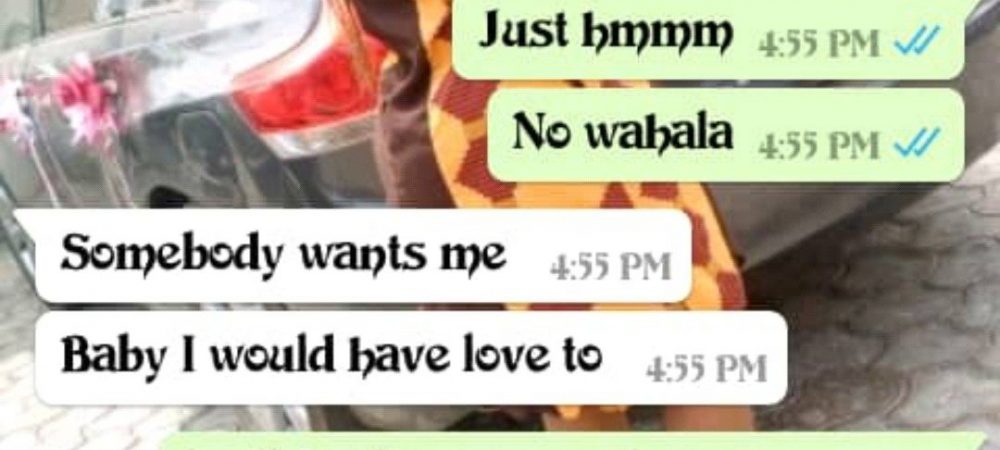 Just hmmm 4:55 PM
No wahala 4:55 PM
Somebody wants me 4:55 PM
Baby I would have love to 4:55 PM